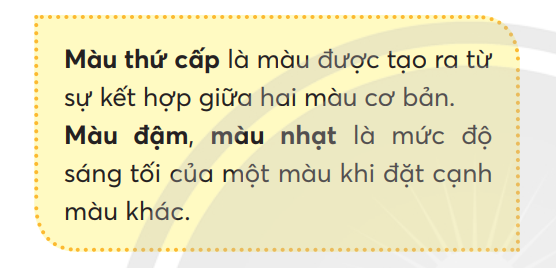 Màu thứ cấp là màu được tạo ra từ
sự kết hợp giữa hai màu cơ bản.
Màu đậm, màu nhạt là mức độ
sáng tối của một màu khi đặt cạnh
màu khác.